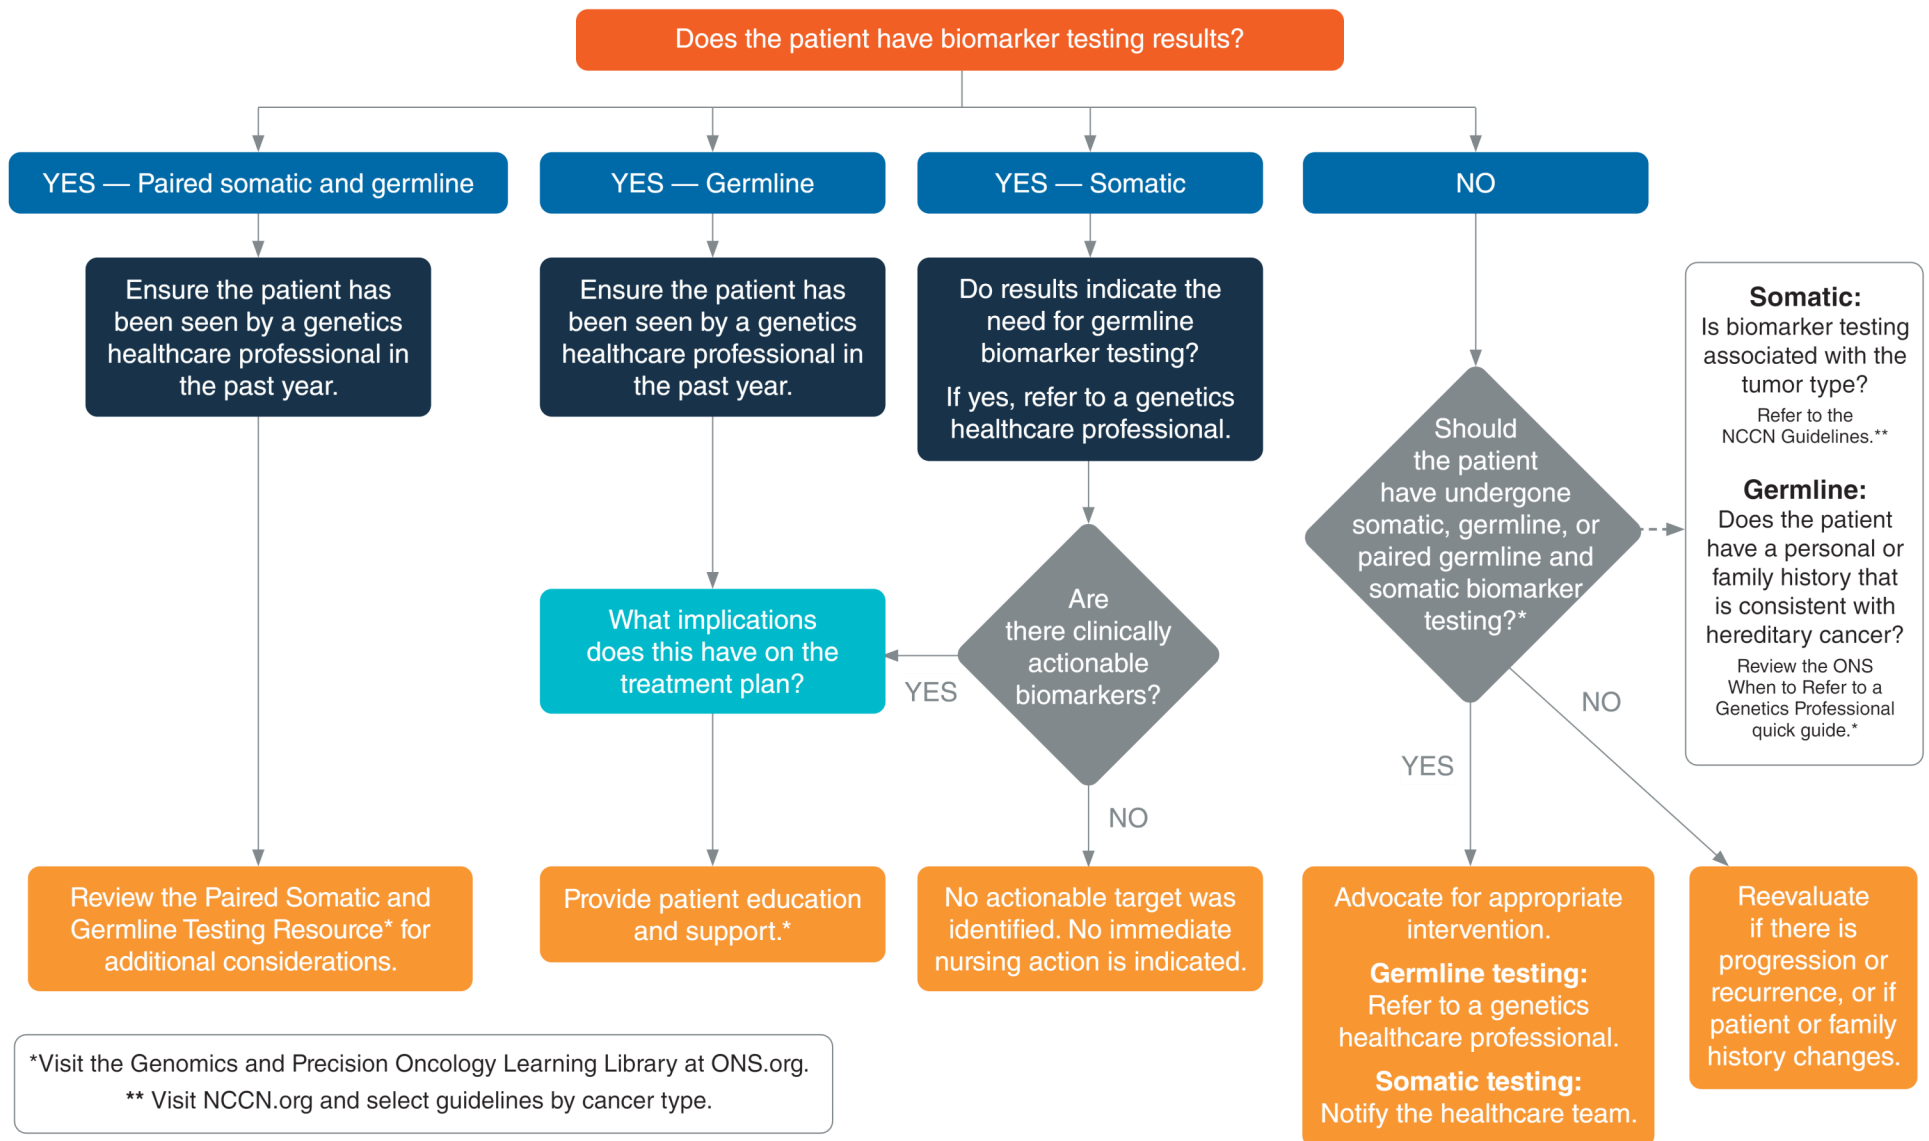 Does the patient have biomarker testing results?
YES — Paired somatic and germline
YES — Germline
YES — Somatic
NO
Ensure the patient has
been seen by a genetics
healthcare professional in
the past year.
Ensure the patient has
been seen by a genetics
healthcare professional in
the past year.
Do results indicate the
need for germline
biomarker testing?
If yes, refer to a genetics
healthcare professional.
Should
the patient
have undergone
somatic, germline, or
paired germline and
somatic biomarker
testing?*
Somatic:
Is biomarker testing
associated with the
tumor type?
Refer to the
NCCN Guidelines.**
Germline:
Does the patient
have a personal or
family history that
is consistent with
hereditary cancer?
Review the ONS
When to Refer to a
Genetics Professional
quick guide.*
What implications
does this have on the
treatment plan?
YES
Are
there clinically
actionable
biomarkers?
NO
YES
NO
Review the Paired Somatic and
Germline Testing Resource* for
additional considerations.
Provide patient education
and support.*
No actionable target was
identified. No immediate
nursing action is indicated.
Advocate for appropriate
intervention.
Germline testing:
Refer to a genetics
healthcare professional.
Somatic testing:
Notify the healthcare team.
Reevaluate
if there is
progression or
recurrence, or if
patient or family
history changes.
*Visit the Genomics and Precision Oncology Learning Library at ONS.org.
** Visit NCCN.org and select guidelines by cancer type.